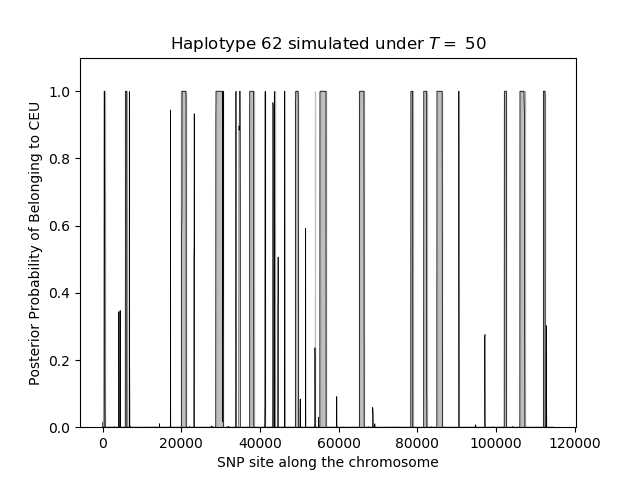 Haplotype 62 simulated under T = 50
Posterior Probability of Belonging to CEU
1.0
0.8
0.6
0.4
0.2
0.0
0 20000 40000 60000 80000 100000 120000
SNP site along the chromosome